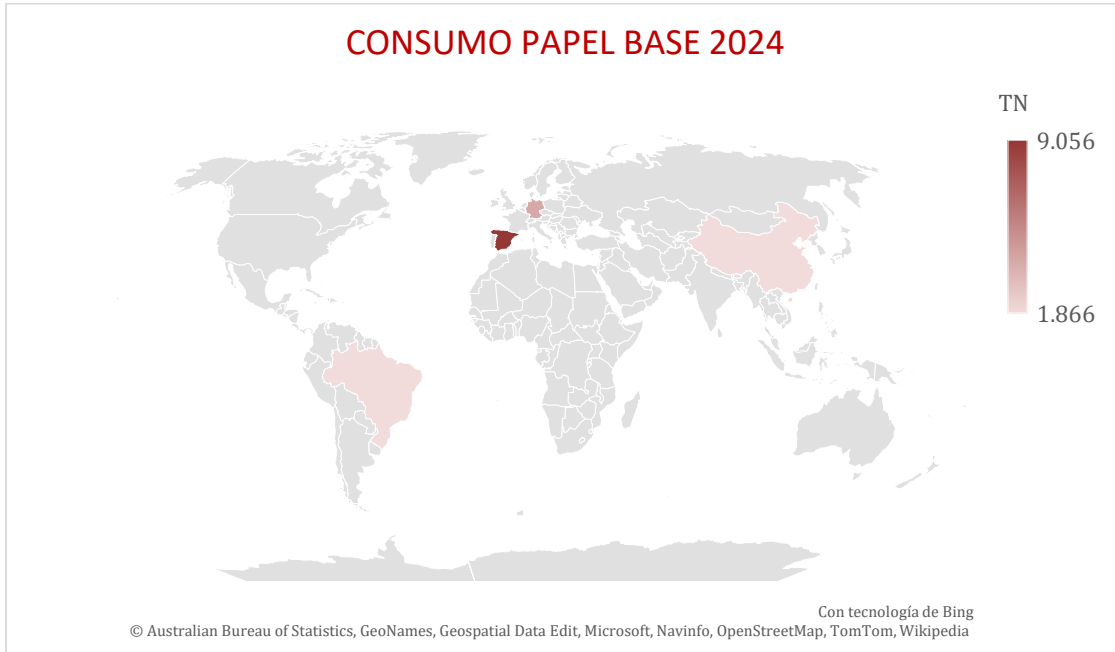 CONSUMO PAPEL BASE 2024
TN
9.056
1.866
Con tecnología de Bing
© Australian Bureau of Statistics, GeoNames, Geospatial Data Edit, Microsoft, Navinfo, OpenStreetMap, TomTom, Wikipedia